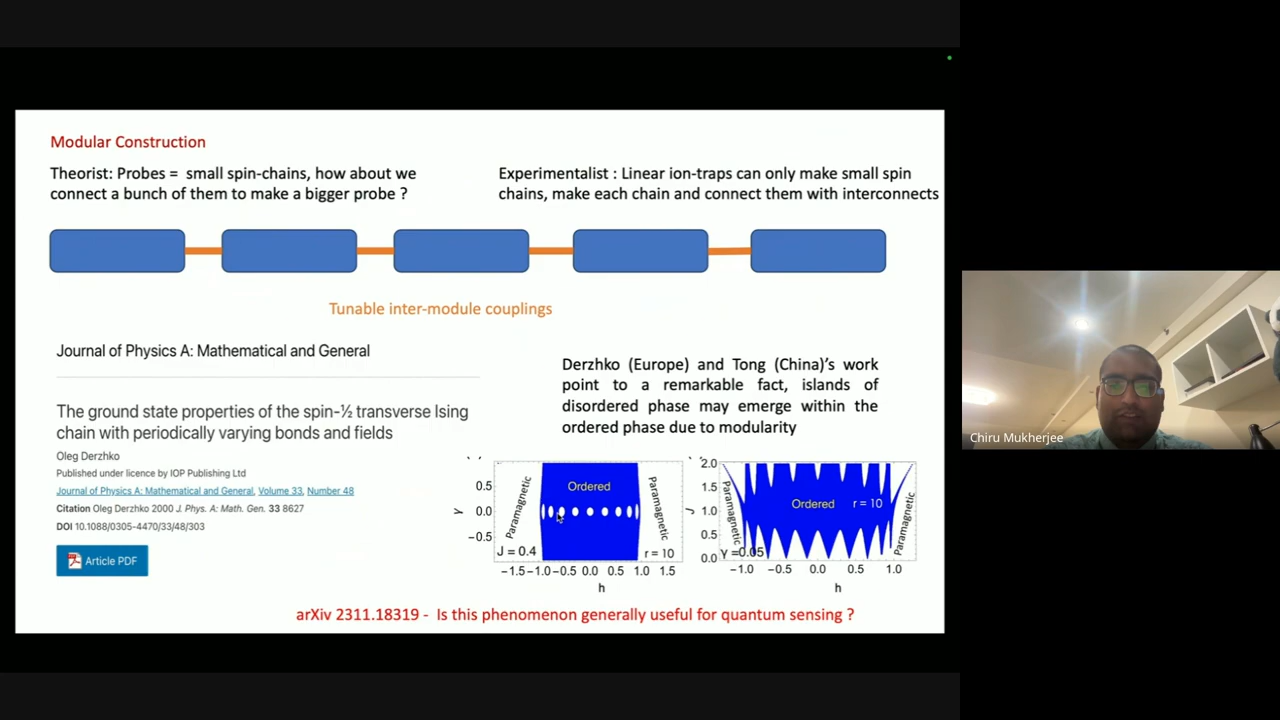 Modular Construction
Theorist: Probes = small spin-chains, how about we
connect a bunch of them to make a bigger probe ?
Experimentalist : Linear ion-traps can only make small spin
chains, make each chain and connect them with interconnects
Tunable inter-module couplings
Journal of Physics A: Mathematical and General
The ground state properties of the spin-½ transverse Ising
chain with periodically varying bonds and fields
Oleg Derzhko
Published under licence by IOP Publishing Ltd
Journal of Physics A: Mathematical and General, Volume 33, Number 48
Citation Oleg Derzhko 2000 J. Phys. A: Math. Gen. 33 8627
DOI 10.1088/0305-4470/33/48/303
Article PDF
Derzhko (Europe) and Tong (China)'s work
point to a remarkable fact, islands of
disordered phase may emerge within the
ordered phase due to modularity
γ
0.5
0.0
−0.5
Paramagnetic
Ordered
Paramagnetic
J = 0.4
r = 10
−1.5 −1.0 −0.5 0.0 0.5 1.0 1.5
h
J
2.0
1.5
1.0
0.5
0.0
Paramagnetic
Ordered
r = 10
Paramagnetic
γ =0.05
−1.0 −0.5 0.0 0.5 1.0
h
arXiv 2311.18319 - Is this phenomenon generally useful for quantum sensing ?
Chiru Mukherjee